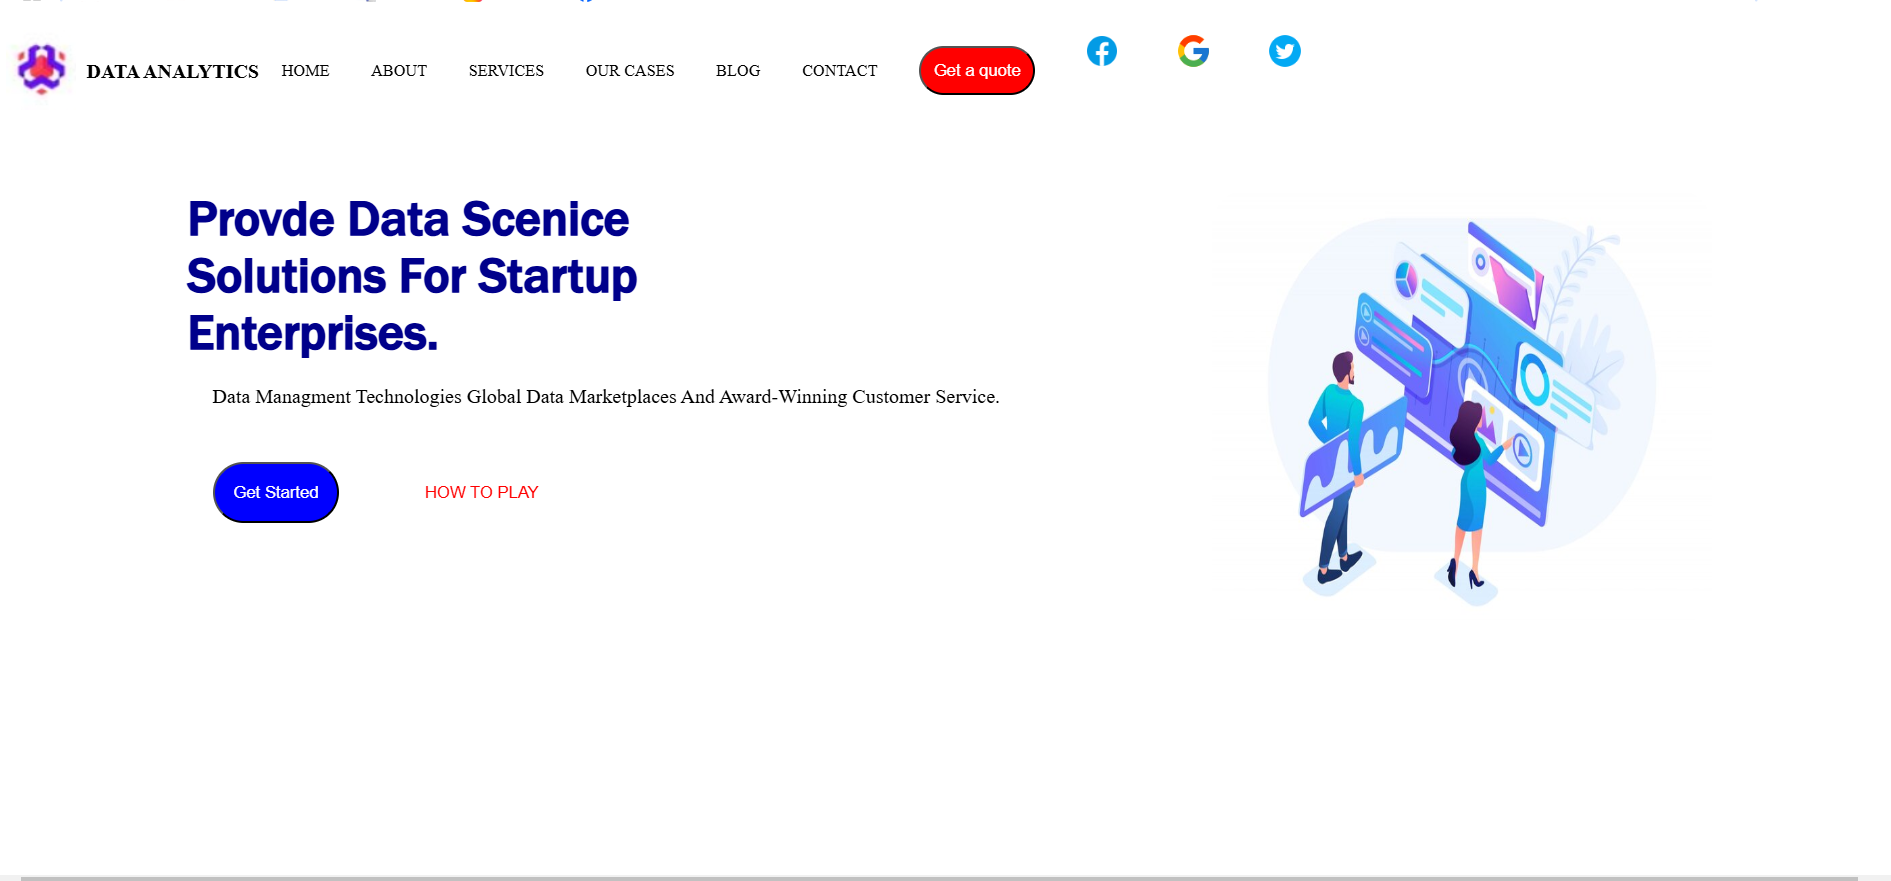 DATA ANALYTICS HOME ABOUT SERVICES OUR CASES BLOG CONTACT Get a quote
Provde Data Scenice
Solutions For Startup
Enterprises.
Data Managment Technologies Global Data Marketplaces And Award-Winning Customer Service.
Get Started HOW TO PLAY